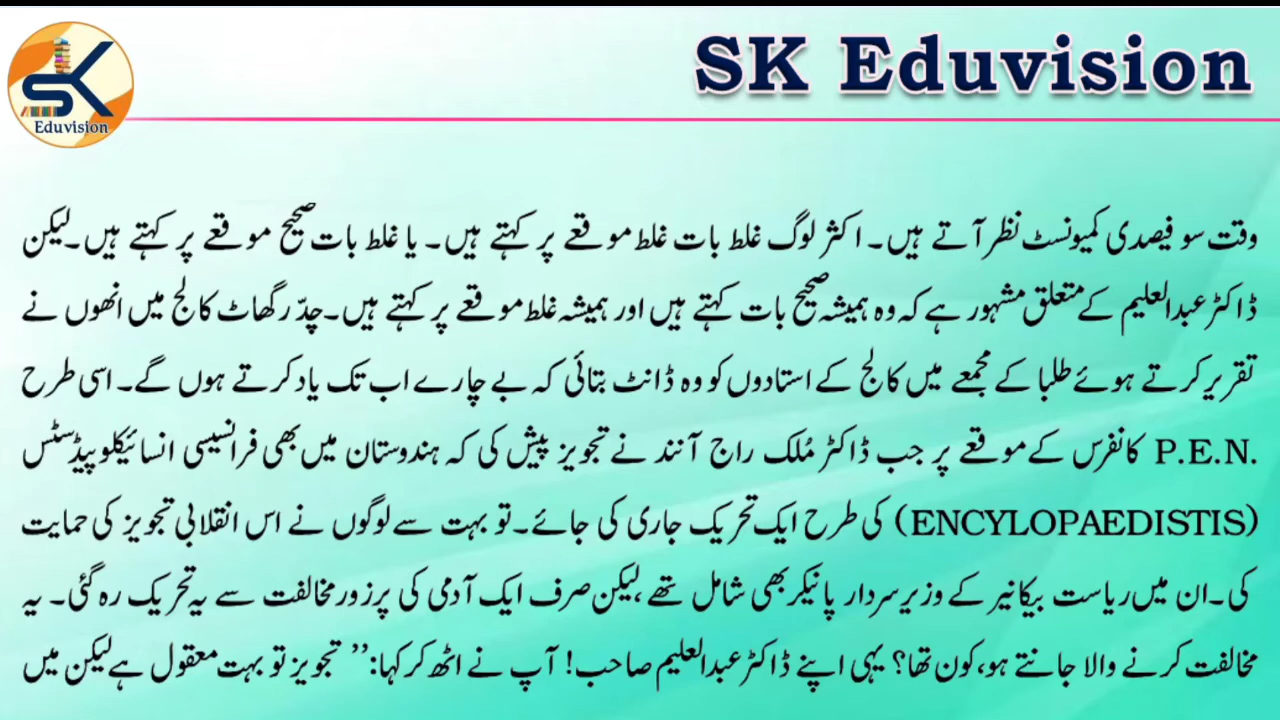 SK Eduvision
SK
Eduvision
وقت سو فیصدی کمیونسٹ نظر آتے ہیں۔ اکثر لوگ غلط بات غلط موقعے پر کہتے ہیں۔ یا غلط بات صحیح موقعے پر کہتے ہیں۔ لیکن
ڈاکٹر عبدالعلیم کے متعلق مشہور ہے کہ وہ ہمیشہ صحیح بات کہتے ہیں اور ہمیشہ غلط موقعے پر کہتے ہیں۔ چدّر گھاٹ کالج میں انھوں نے
تقریر کرتے ہوئے طلبا کے مجمعے میں کالج کے استادوں کو وہ ڈانٹ بتائی کہ بے چارے اب تک یاد کرتے ہوں گے۔ اسی طرح
P.E.N. کانفرس کے موقعے پر جب ڈاکٹر مُلک راج آنند نے تجویز پیش کی کہ ہندوستان میں بھی فرانسیسی انسائیکلوپیڈسٹس
(ENCYLOPAEDISTIS) کی طرح ایک تحریک جاری کی جائے۔ تو بہت سے لوگوں نے اس انقلابی تجویز کی حمایت
کی۔ ان میں ریاست بیکانیر کے وزیر سردار پانیکر بھی شامل تھے، لیکن صرف ایک آدمی کی پرزور مخالفت سے یہ تحریک رہ گئی۔ یہ
مخالفت کرنے والا جانتے ہو، کون تھا؟ یہی اپنے ڈاکٹر عبدالعلیم صاحب! آپ نے اٹھ کر کہا: ’’ تجویز تو بہت معقول ہے لیکن میں